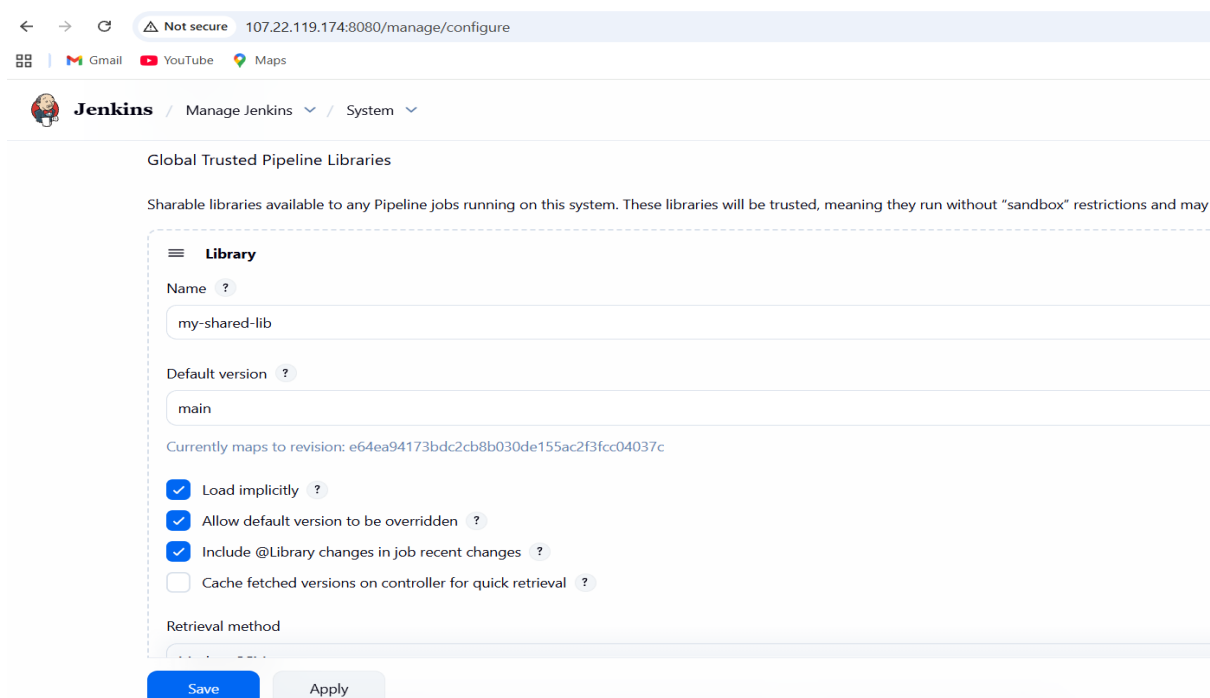 Not secure 107.22.119.174:8080/manage/configure
Gmail YouTube Maps
Jenkins / Manage Jenkins / System
Global Trusted Pipeline Libraries
Sharable libraries available to any Pipeline jobs running on this system. These libraries will be trusted, meaning they run without “sandbox” restrictions and may
Library
Name ?
my-shared-lib
Default version ?
main
Currently maps to revision: e64ea94173bdc2cb8b030de155ac2f3fcc04037c
Load implicitly ?
Allow default version to be overridden ?
Include @Library changes in job recent changes ?
Cache fetched versions on controller for quick retrieval ?
Retrieval method
Save Apply